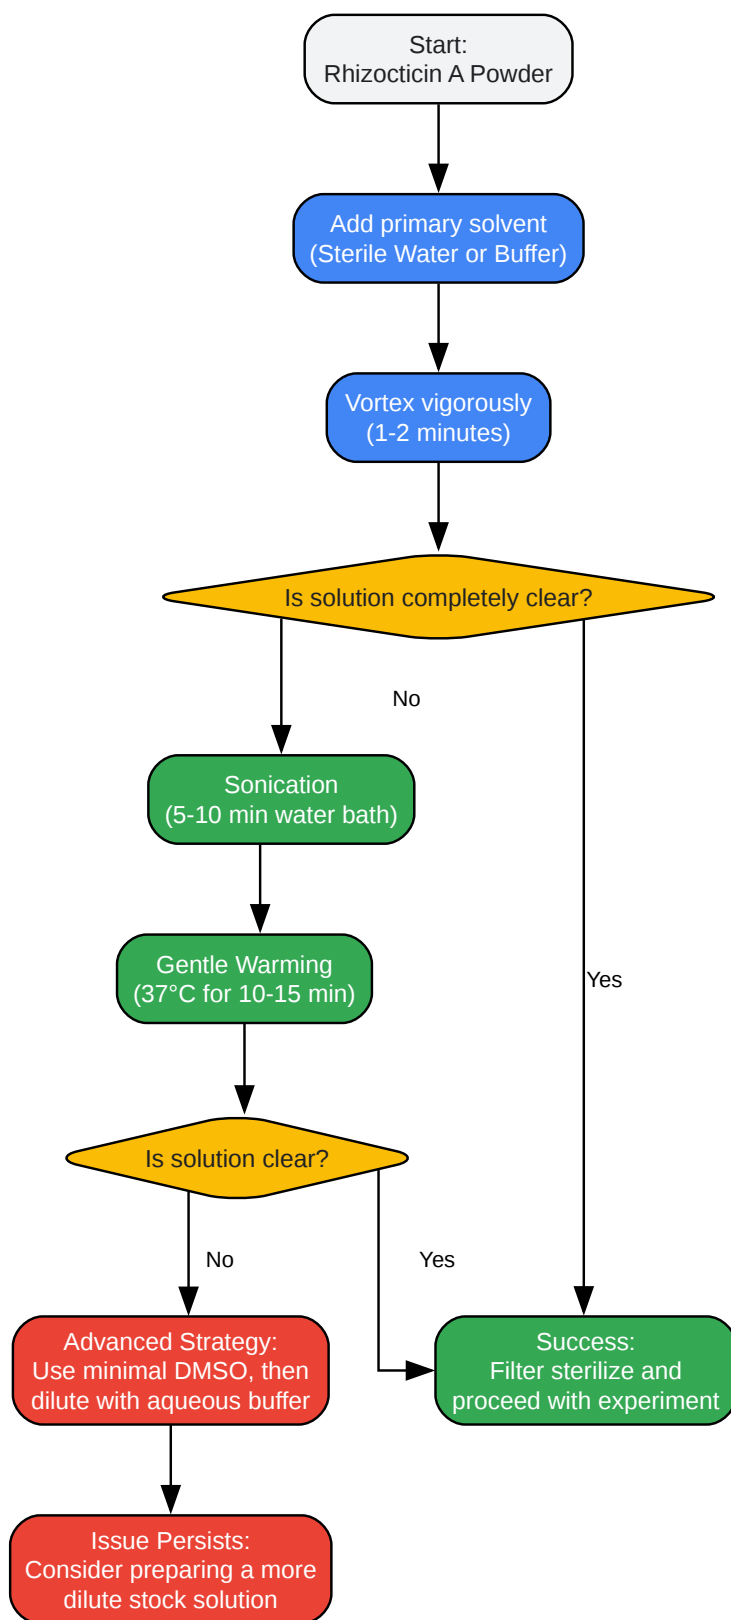 Start:
Rhizocticin A Powder
Add primary solvent
(Sterile Water or Buffer)
Vortex vigorously
(1-2 minutes)
Is solution completely clear?
No
Sonication
(5-10 min water bath)
Gentle Warming
(37°C for 10-15 min)
Yes
Is solution clear?
No
Yes
Advanced Strategy:
Use minimal DMSO, then
dilute with aqueous buffer
Success:
Filter sterilize and
proceed with experiment
Issue Persists:
Consider preparing a more
dilute stock solution